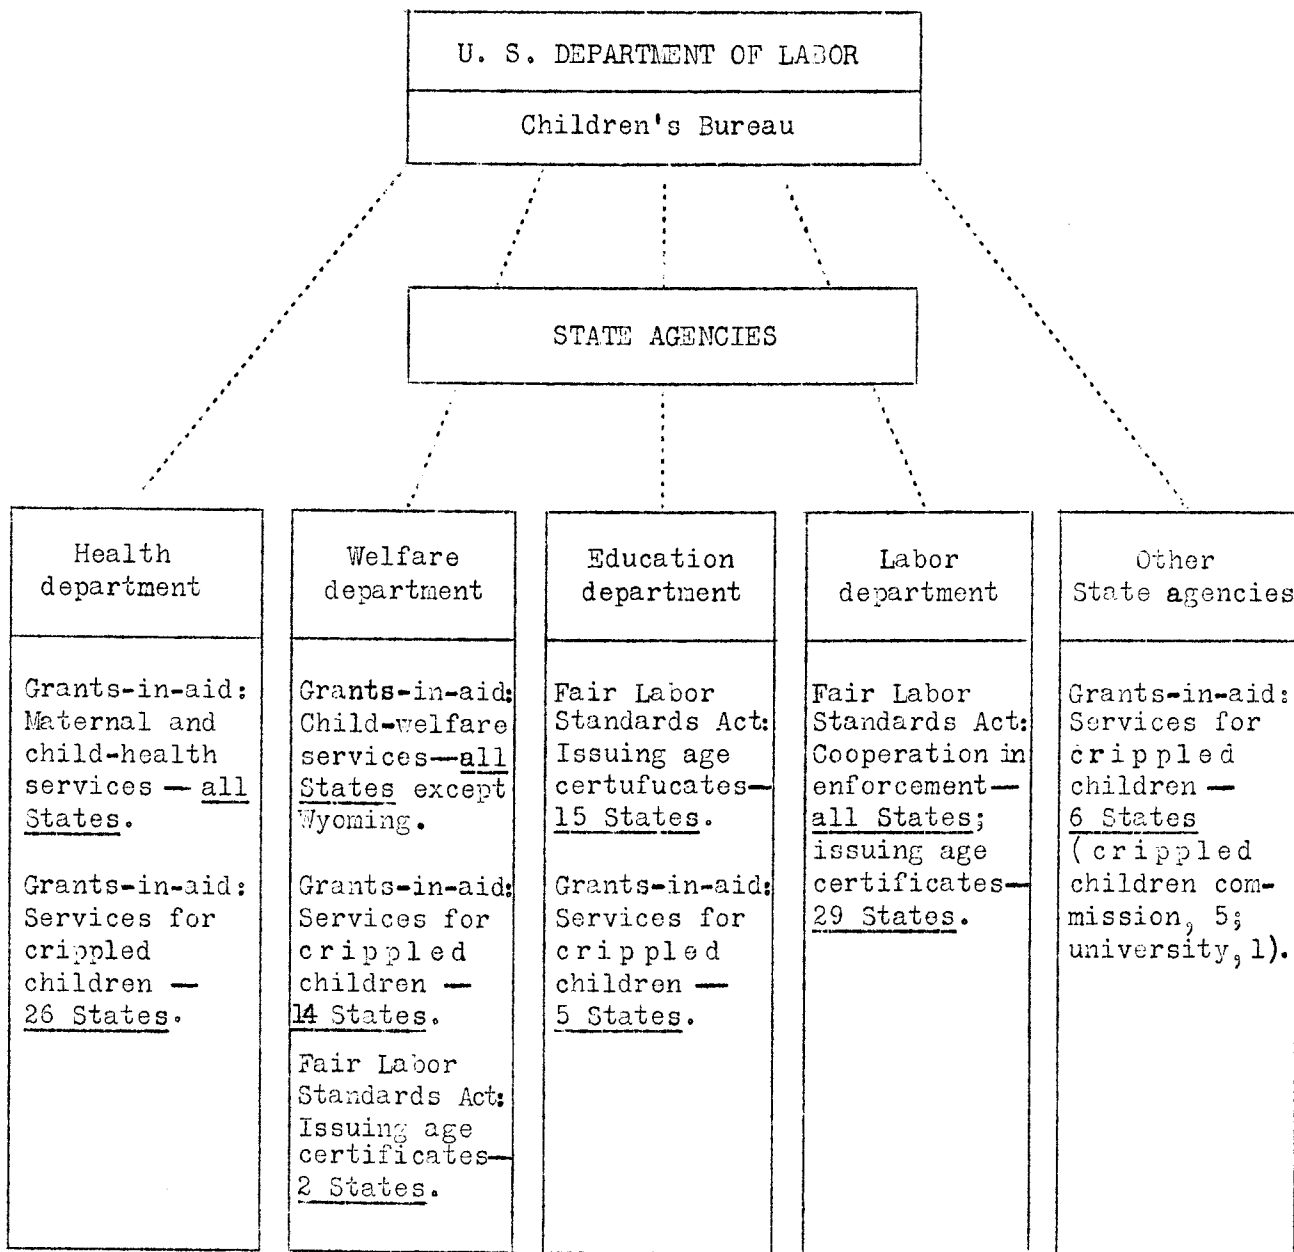 U. S. DEPARTMENT OF LABOR
Children's Bureau
STATE AGENCIES
Health
department
Grants-in-aid:
Maternal and
child-health
services — all
States.
Grants-in-aid:
Services for
crippled
children —
26 States.
Welfare
department
Grants-in-aid:
Child-welfare
services—all
States except
Wyoming.
Grants-in-aid:
Services for
crippled
children —
14 States.
Fair Labor
Standards Act:
Issuing age
certificates—
2 States.
Education
department
Fair Labor
Standards Act:
Issuing age
certufucates—
15 States.
Grants-in-aid:
Services for
crippled
children —
5 States.
Labor
department
Fair Labor
Standards Act:
Cooperation in
enforcement—
all States;
issuing age
certificates—
29 States.
Other
State agencies
Grants-in-aid:
Services for
crippled
children —
6 States
(crippled
children com-
mission, 5;
university, 1).